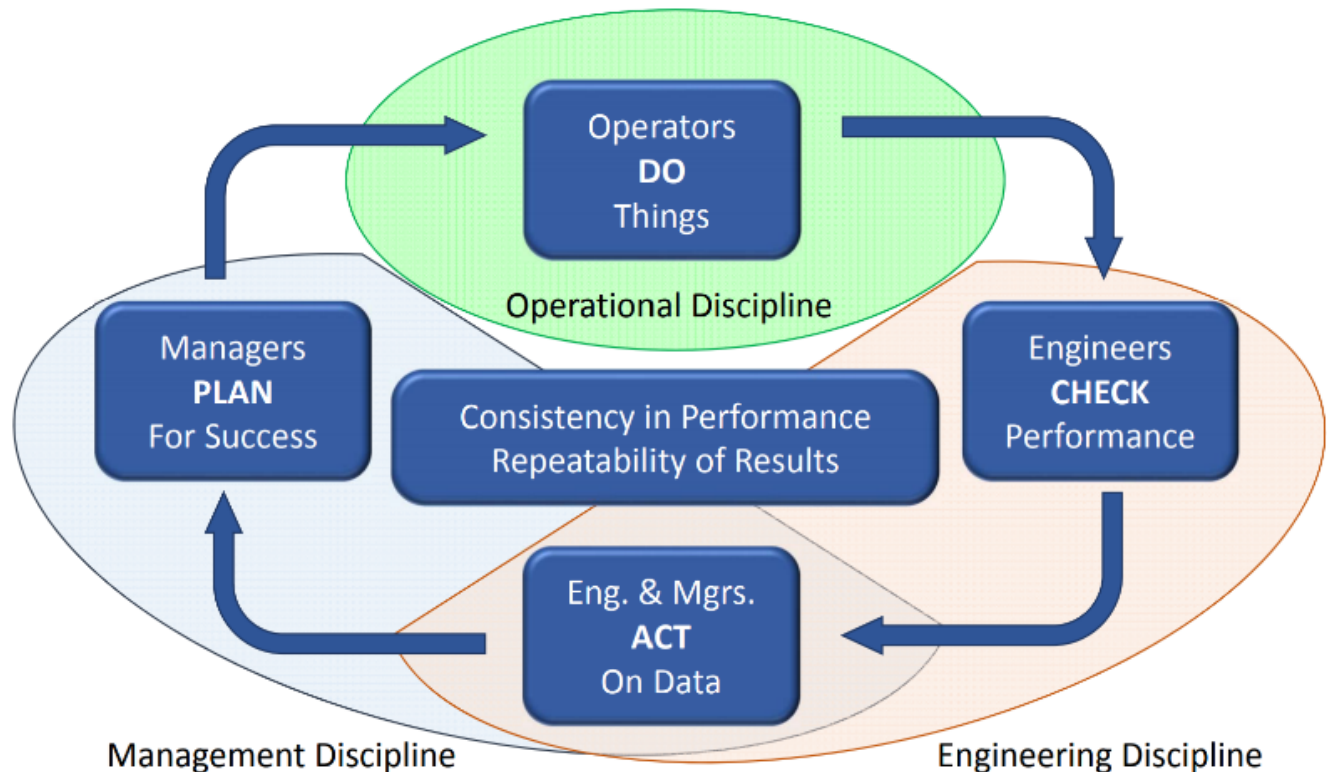 Operators
DO
Things
Operational Discipline
Managers
PLAN
For Success
Consistency in Performance
Repeatability of Results
Engineers
CHECK
Performance
Eng. & Mgrs.
ACT
On Data
Management Discipline
Engineering Discipline